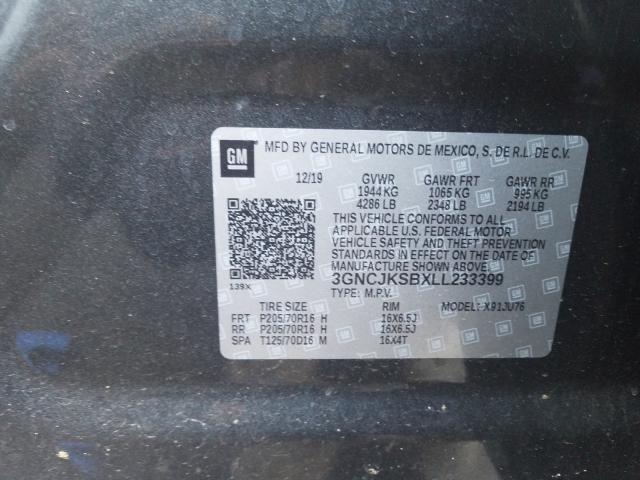 GM MFD BY GENERAL MOTORS DE MEXICO, S. DE R.L. DE C.V.
12/19 GVWR GAWR FRT GAWR RR
1944 KG 1065 KG 995 KG
4286 LB 2348 LB 2194 LB
THIS VEHICLE CONFORMS TO ALL
APPLICABLE U.S. FEDERAL MOTOR
VEHICLE SAFETY AND THEFT PREVENTION
STANDARDS IN EFFECT ON THE DATE OF
MANUFACTURE SHOWN ABOVE.
139X 3GNCJKSBXLL233399
TYPE: M.P.V.
TIRE SIZE RIM MODEL: X91JU76
FRT P205/70R16 H 16X6.5J
RR P205/70R16 H 16X6.5J
SPA T125/70D16 M 16X4T